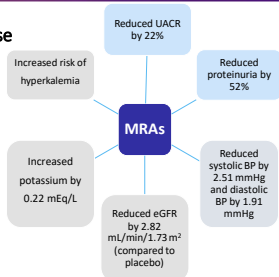 se
Reduced UACR
by 22%
Increased risk of
hyperkalemia
Reduced
proteinuria by
52%
MRAs
Increased
potassium by
0.22 mEq/L
Reduced
systolic BP by
2.51 mmHg
and diastolic
BP by 1.91
mmHg
Reduced eGFR
by 2.82
mL/min/1.73 m²
(compared to
placebo)